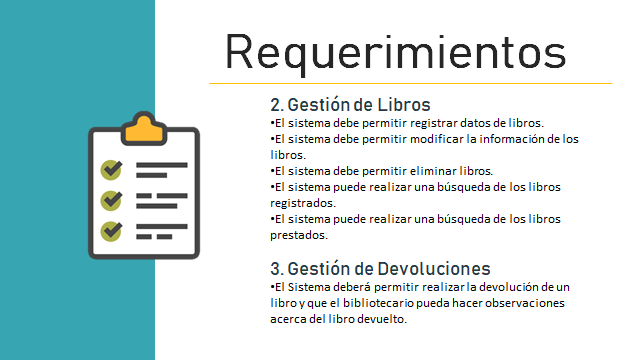 Requerimientos
2. Gestión de Libros
•El sistema debe permitir registrar datos de libros.
•El sistema debe permitir modificar la información de los
libros.
•El sistema debe permitir eliminar libros.
•El sistema puede realizar una búsqueda de los libros
registrados.
•El sistema puede realizar una búsqueda de los libros
prestados.
3. Gestión de Devoluciones
•El Sistema deberá permitir realizar la devolución de un
libro y que el bibliotecario pueda hacer observaciones
acerca del libro devuelto.